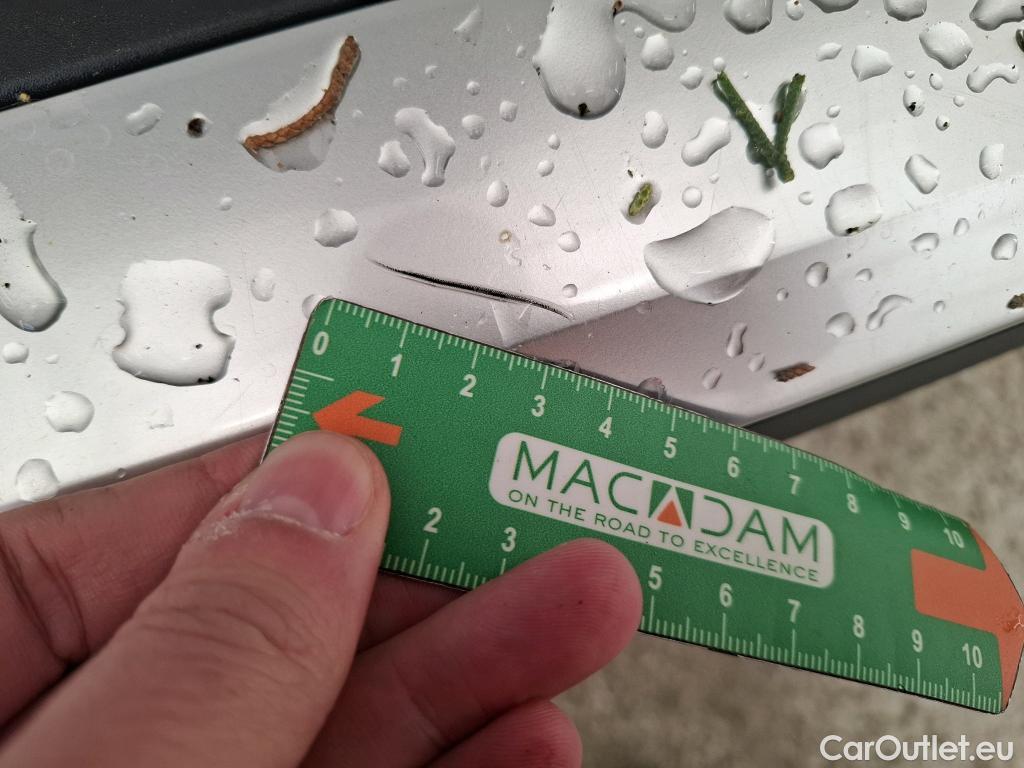 0 1 2 3 4 5 6 7 8 9 10
MACADAM
ON THE ROAD TO EXCELLENCE
2 3 5 6 7 8 9 10
CarOutlet.eu